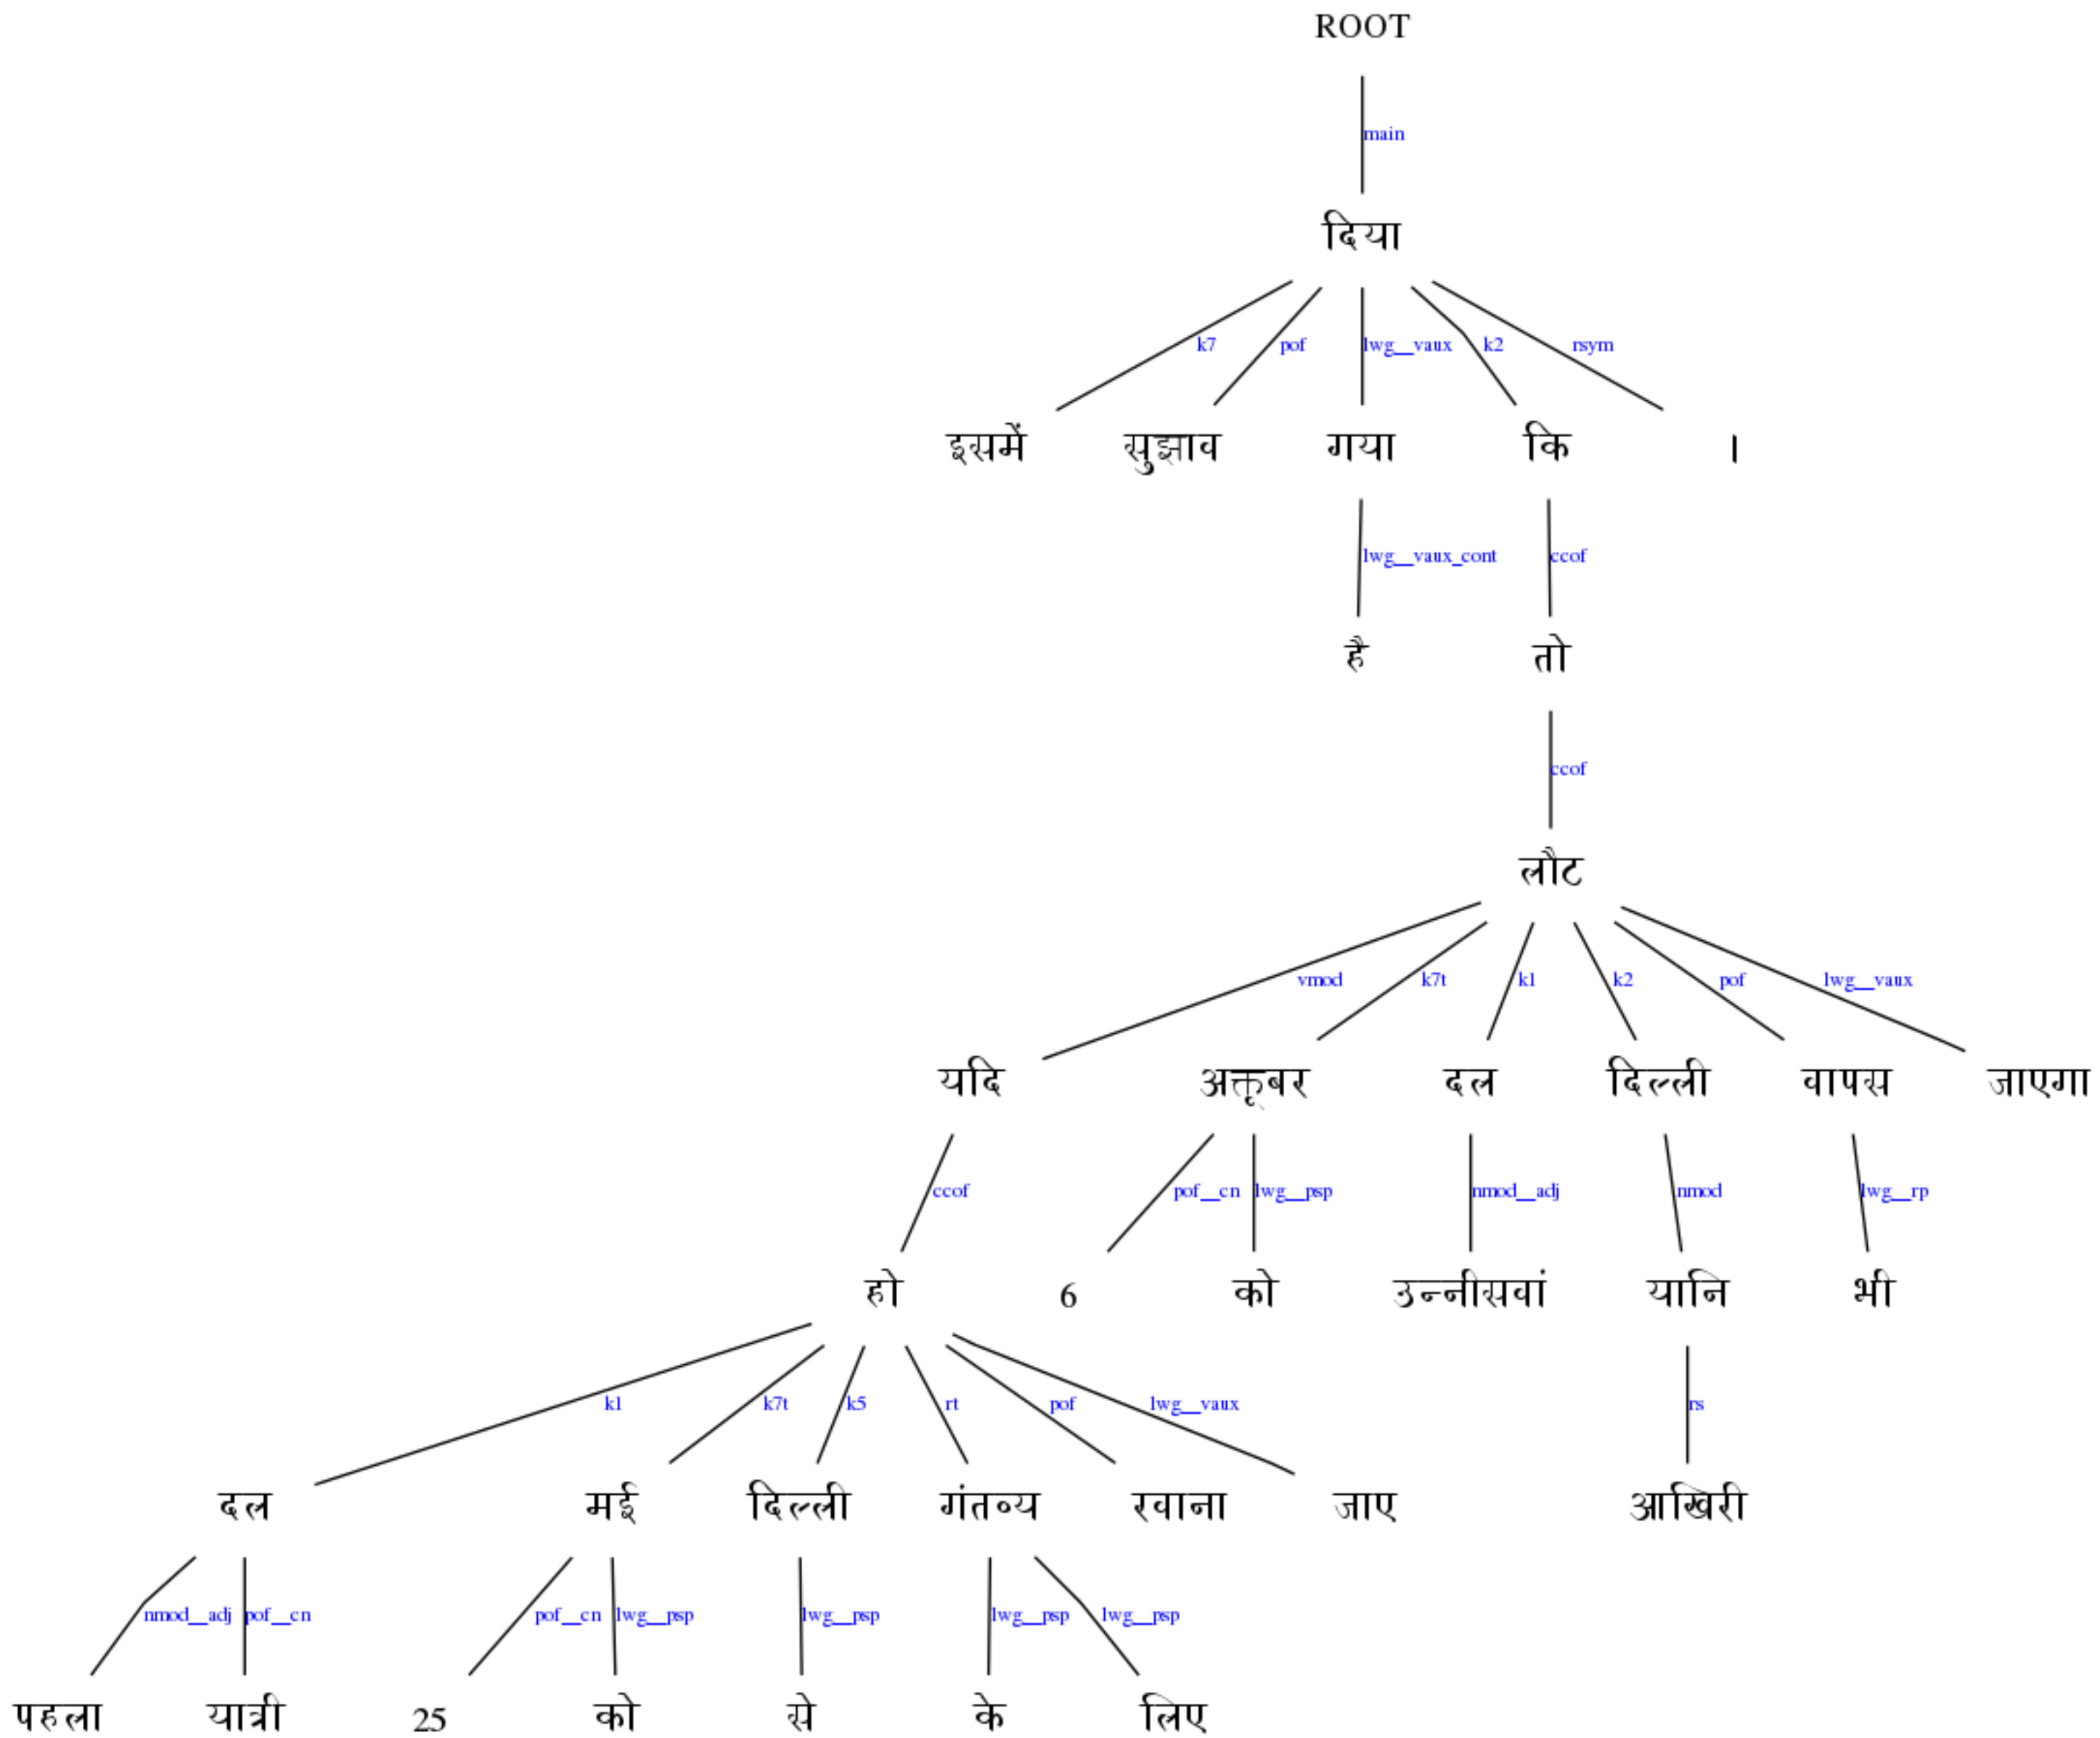 ROOT
main
दिया
k7 pof lwg__vaux k2 rsym
इसमें सुझाव गया कि ।
lwg__vaux_cont ccof
है तो
ccof
लौट
vmod k7t k1 k2 pof lwg__vaux
यदि अक्तूबर दल दिल्ली वापस जाएगा
ccof pof__cn lwg__psp nmod__adj nmod lwg__rp
हो 6 को उन्नीसवां यानि भी
k1 k7t k5 rt pof lwg__vaux rs
दल मई दिल्ली गंतव्य रवाना जाए आखिरी
nmod__adj pof__cn pof__cn lwg__psp lwg__psp lwg__psp lwg__psp
पहला यात्री 25 को से के लिए